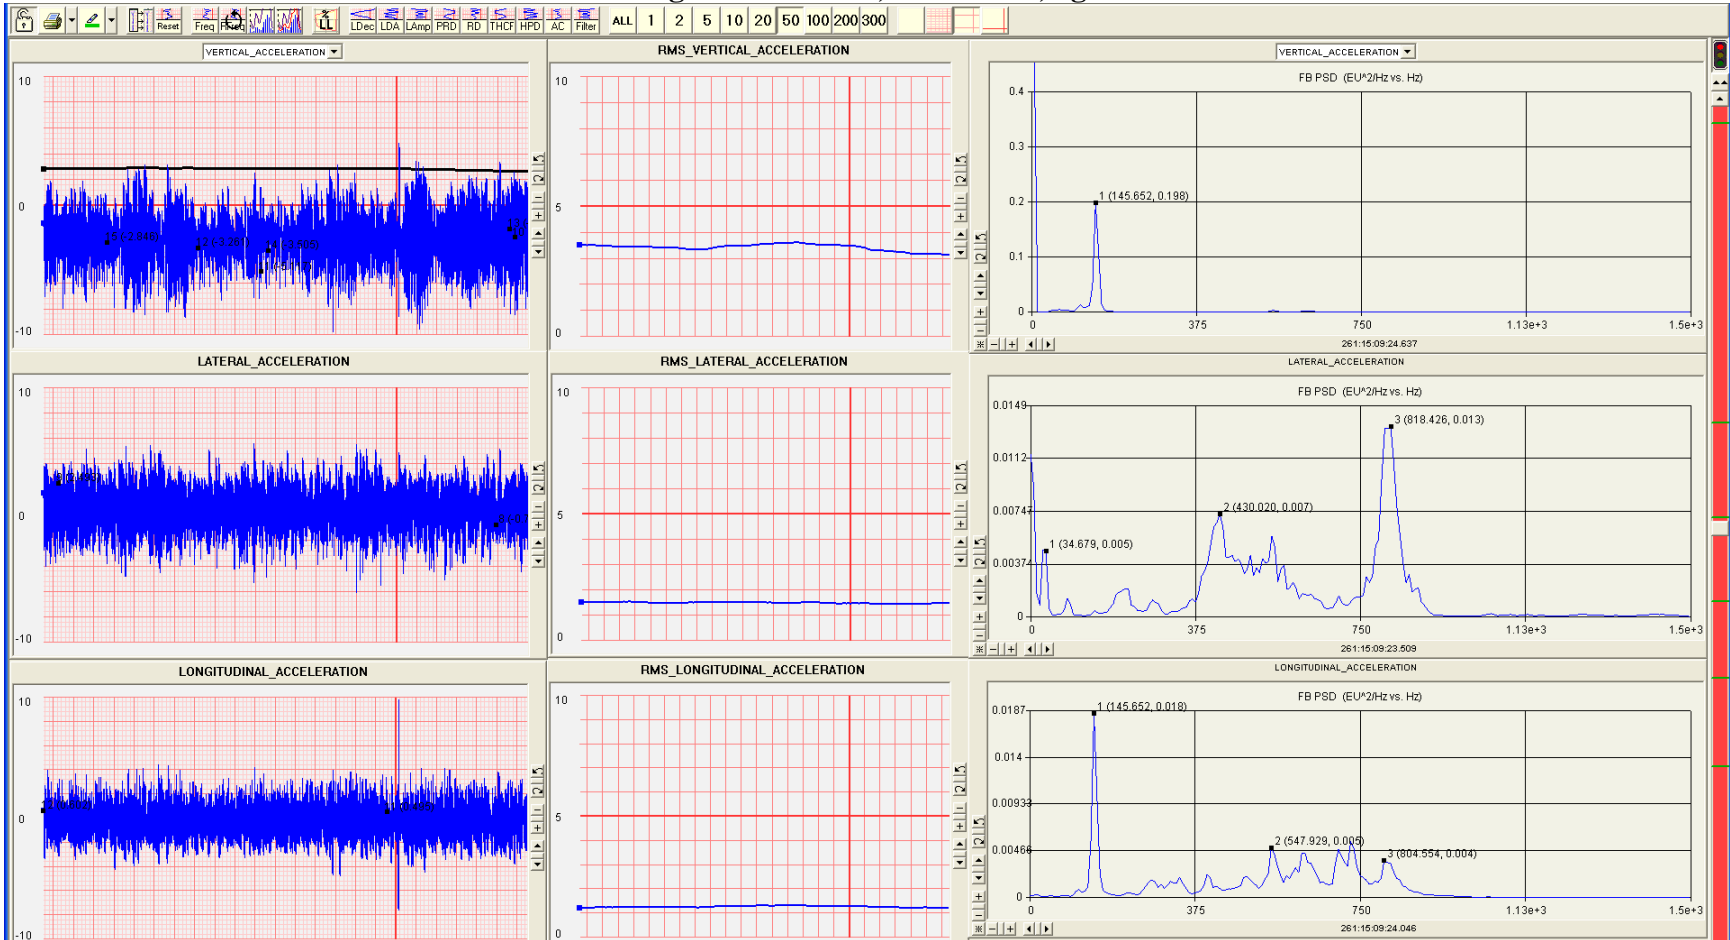 Reset Freq LL LDec LDA LAmp PRD RD THCF HPD AC Filter ALL 1 2 5 10 20 50 100 200 300
VERTICAL_ACCELERATION
10
0
-10
15 (-2.846)
RMS_VERTICAL_ACCELERATION
10
5
0
VERTICAL_ACCELERATION
FB PSD (EU^2/Hz vs. Hz)
0.4
0.3
0.2
0.1
0
1 (145.652, 0.198)
0 375 750 1.13e+3 1.5e+3
261:15:09:24.637
LATERAL_ACCELERATION
10
0
-10
RMS_LATERAL_ACCELERATION
10
5
0
LATERAL_ACCELERATION
FB PSD (EU^2/Hz vs. Hz)
0.0149
0.0112
0.00747
0.00374
0
3 (818.426, 0.013)
2 (430.020, 0.007)
1 (34.679, 0.005)
0 375 750 1.13e+3 1.5e+3
261:15:09:23.509
LONGITUDINAL_ACCELERATION
10
0
-10
RMS_LONGITUDINAL_ACCELERATION
10
5
0
LONGITUDINAL_ACCELERATION
FB PSD (EU^2/Hz vs. Hz)
0.0187
0.014
0.00933
0.00466
0
1 (145.652, 0.018)
2 (547.929, 0.005)
3 (804.554, 0.004)
0 375 750 1.13e+3 1.5e+3
261:15:09:24.046